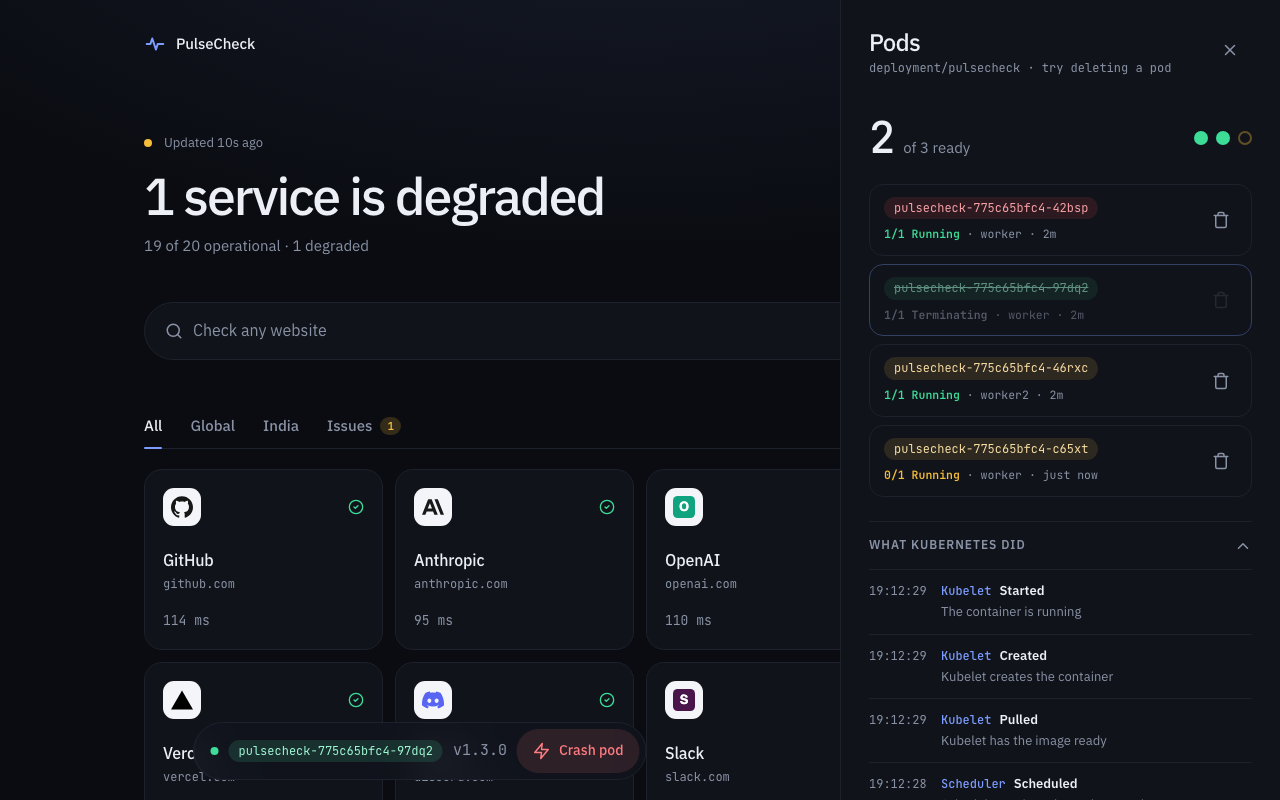 PulseCheck
Updated 10s ago
1 service is degraded
19 of 20 operational · 1 degraded
Check any website
All Global India Issues 1
GitHub
github.com
114 ms
Anthropic
anthropic.com
95 ms
O
OpenAI
openai.com
110 ms
Verc
vercel.com
S
Slack
slack.com
pulsecheck-775c65bfc4-97dq2 v1.3.0 Crash pod
Pods
deployment/pulsecheck · try deleting a pod
2 of 3 ready
pulsecheck-775c65bfc4-42bsp
1/1 Running · worker · 2m
pulsecheck-775c65bfc4-97dq2
1/1 Terminating · worker · 2m
pulsecheck-775c65bfc4-46rxc
1/1 Running · worker2 · 2m
pulsecheck-775c65bfc4-c65xt
0/1 Running · worker · just now
WHAT KUBERNETES DID
19:12:29 Kubelet Started
The container is running
19:12:29 Kubelet Created
Kubelet creates the container
19:12:29 Kubelet Pulled
Kubelet has the image ready
19:12:28 Scheduler Scheduled